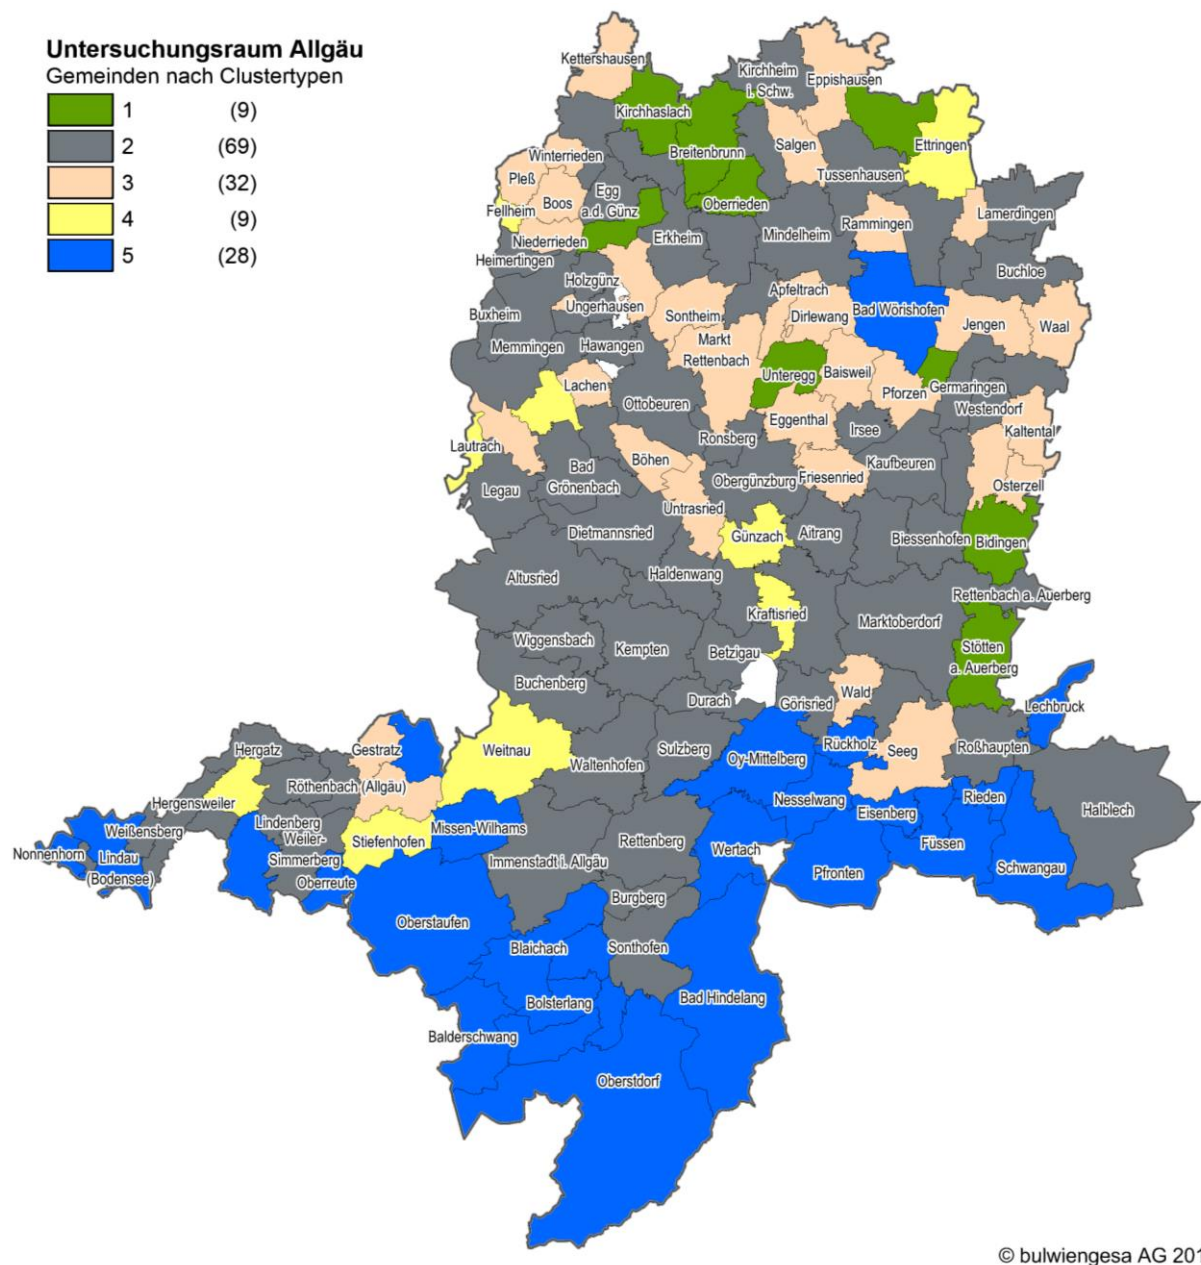 Untersuchungsraum Allgäu
Gemeinden nach Clustertypen
1 (9)
2 (69)
3 (32)
4 (9)
5 (28)
Kettershausen
Kirchheim
i. Schw.
Eppishausen
Kirchhaslach
Breitenbrunn
Salgen
Ettringen
Winterrieden
Tussenhausen
Pleß
Egg
a.d. Günz
Boos
Oberrieden
Fellheim
Rammingen
Lamerdingen
Niederrieden
Erkheim
Mindelheim
Heimertingen
Buchloe
Holzgünz
Apfeltrach
Ungerhausen
Buxheim
Sontheim
Dirlewang
Bad Wörishofen
Jengen
Waal
Memmingen
Hawangen
Markt
Rettenbach
Unteregg
Baisweil
Lachen
Pforzen
Germaringen
Ottobeuren
Westendorf
Eggenthal
Kaltental
Irsee
Ronsberg
Lautrach
Böhen
Bad
Grönenbach
Kaufbeuren
Legau
Obergünzburg
Friesenried
Osterzell
Untrasried
Dietmannsried
Günzach
Aitrang
Biessenhofen
Bidingen
Altusried
Haldenwang
Rettenbach a. Auerberg
Kraftisried
Marktoberdorf
Wiggensbach
Kempten
Betzigau
Stötten
a. Auerberg
Buchenberg
Durach
Görisried
Wald
Lechbruck
Hergatz
Gestratz
Weitnau
Sulzberg
Rückholz
Seeg
Roßhaupten
Waltenhofen
Oy-Mittelberg
Röthenbach (Allgäu)
Hergensweiler
Nesselwang
Rieden
Halblech
Eisenberg
Lindenberg
Weißensberg
Weiler-
Simmerberg
Stiefenhofen
Missen-Wilhams
Rettenberg
Wertach
Füssen
Nonnenhorn
Lindau
(Bodensee)
Immenstadt i. Allgäu
Pfronten
Schwangau
Oberreute
Burgberg
Oberstaufen
Blaichach
Sonthofen
Bolsterlang
Bad Hindelang
Balderschwang
Oberstdorf
© bulwiengesa AG 201